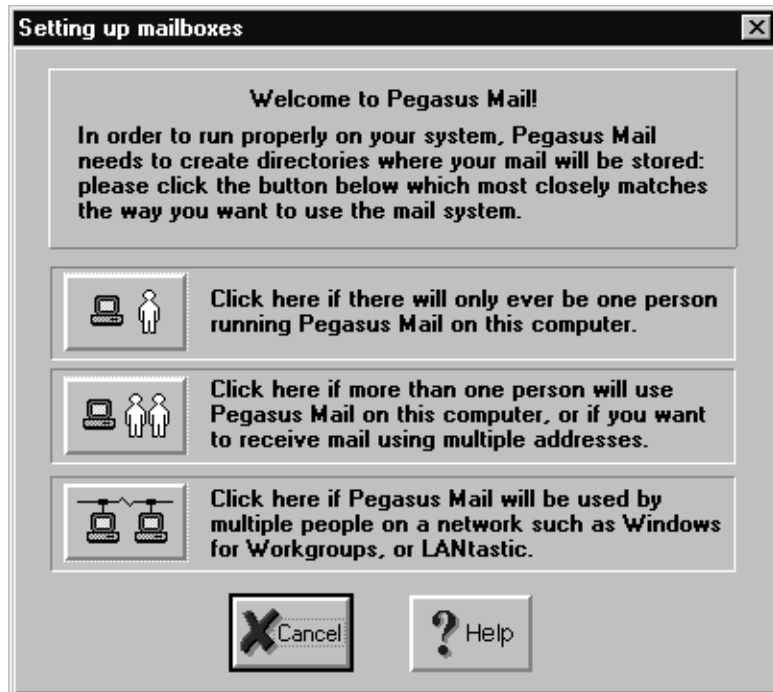 Setting up mailboxes
Welcome to Pegasus Mail!
In order to run properly on your system, Pegasus Mail
needs to create directories where your mail will be stored:
please click the button below which most closely matches
the way you want to use the mail system.
Click here if there will only ever be one person
running Pegasus Mail on this computer.
Click here if more than one person will use
Pegasus Mail on this computer, or if you want
to receive mail using multiple addresses.
Click here if Pegasus Mail will be used by
multiple people on a network such as Windows
for Workgroups, or LANtastic.
Cancel
Help